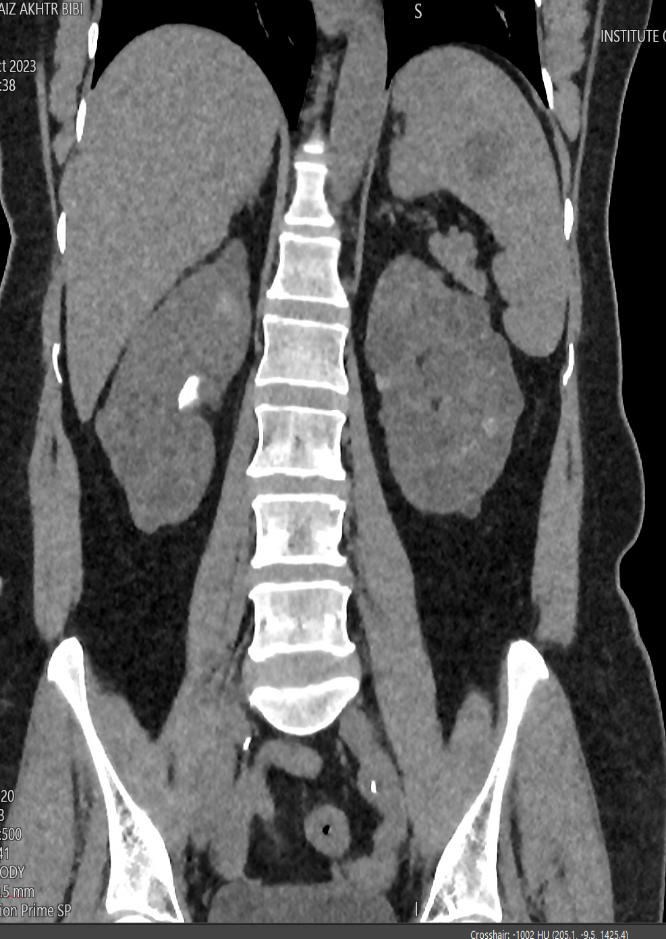 AIZ AKHTR BIBI
S
INSTITUTE
ct 2023
:38
20
3
:500
41
ODY
.5 mm
ion Prime SP
I
Crosshair: -1002 HU (205.1, -9.5, 1425.4)